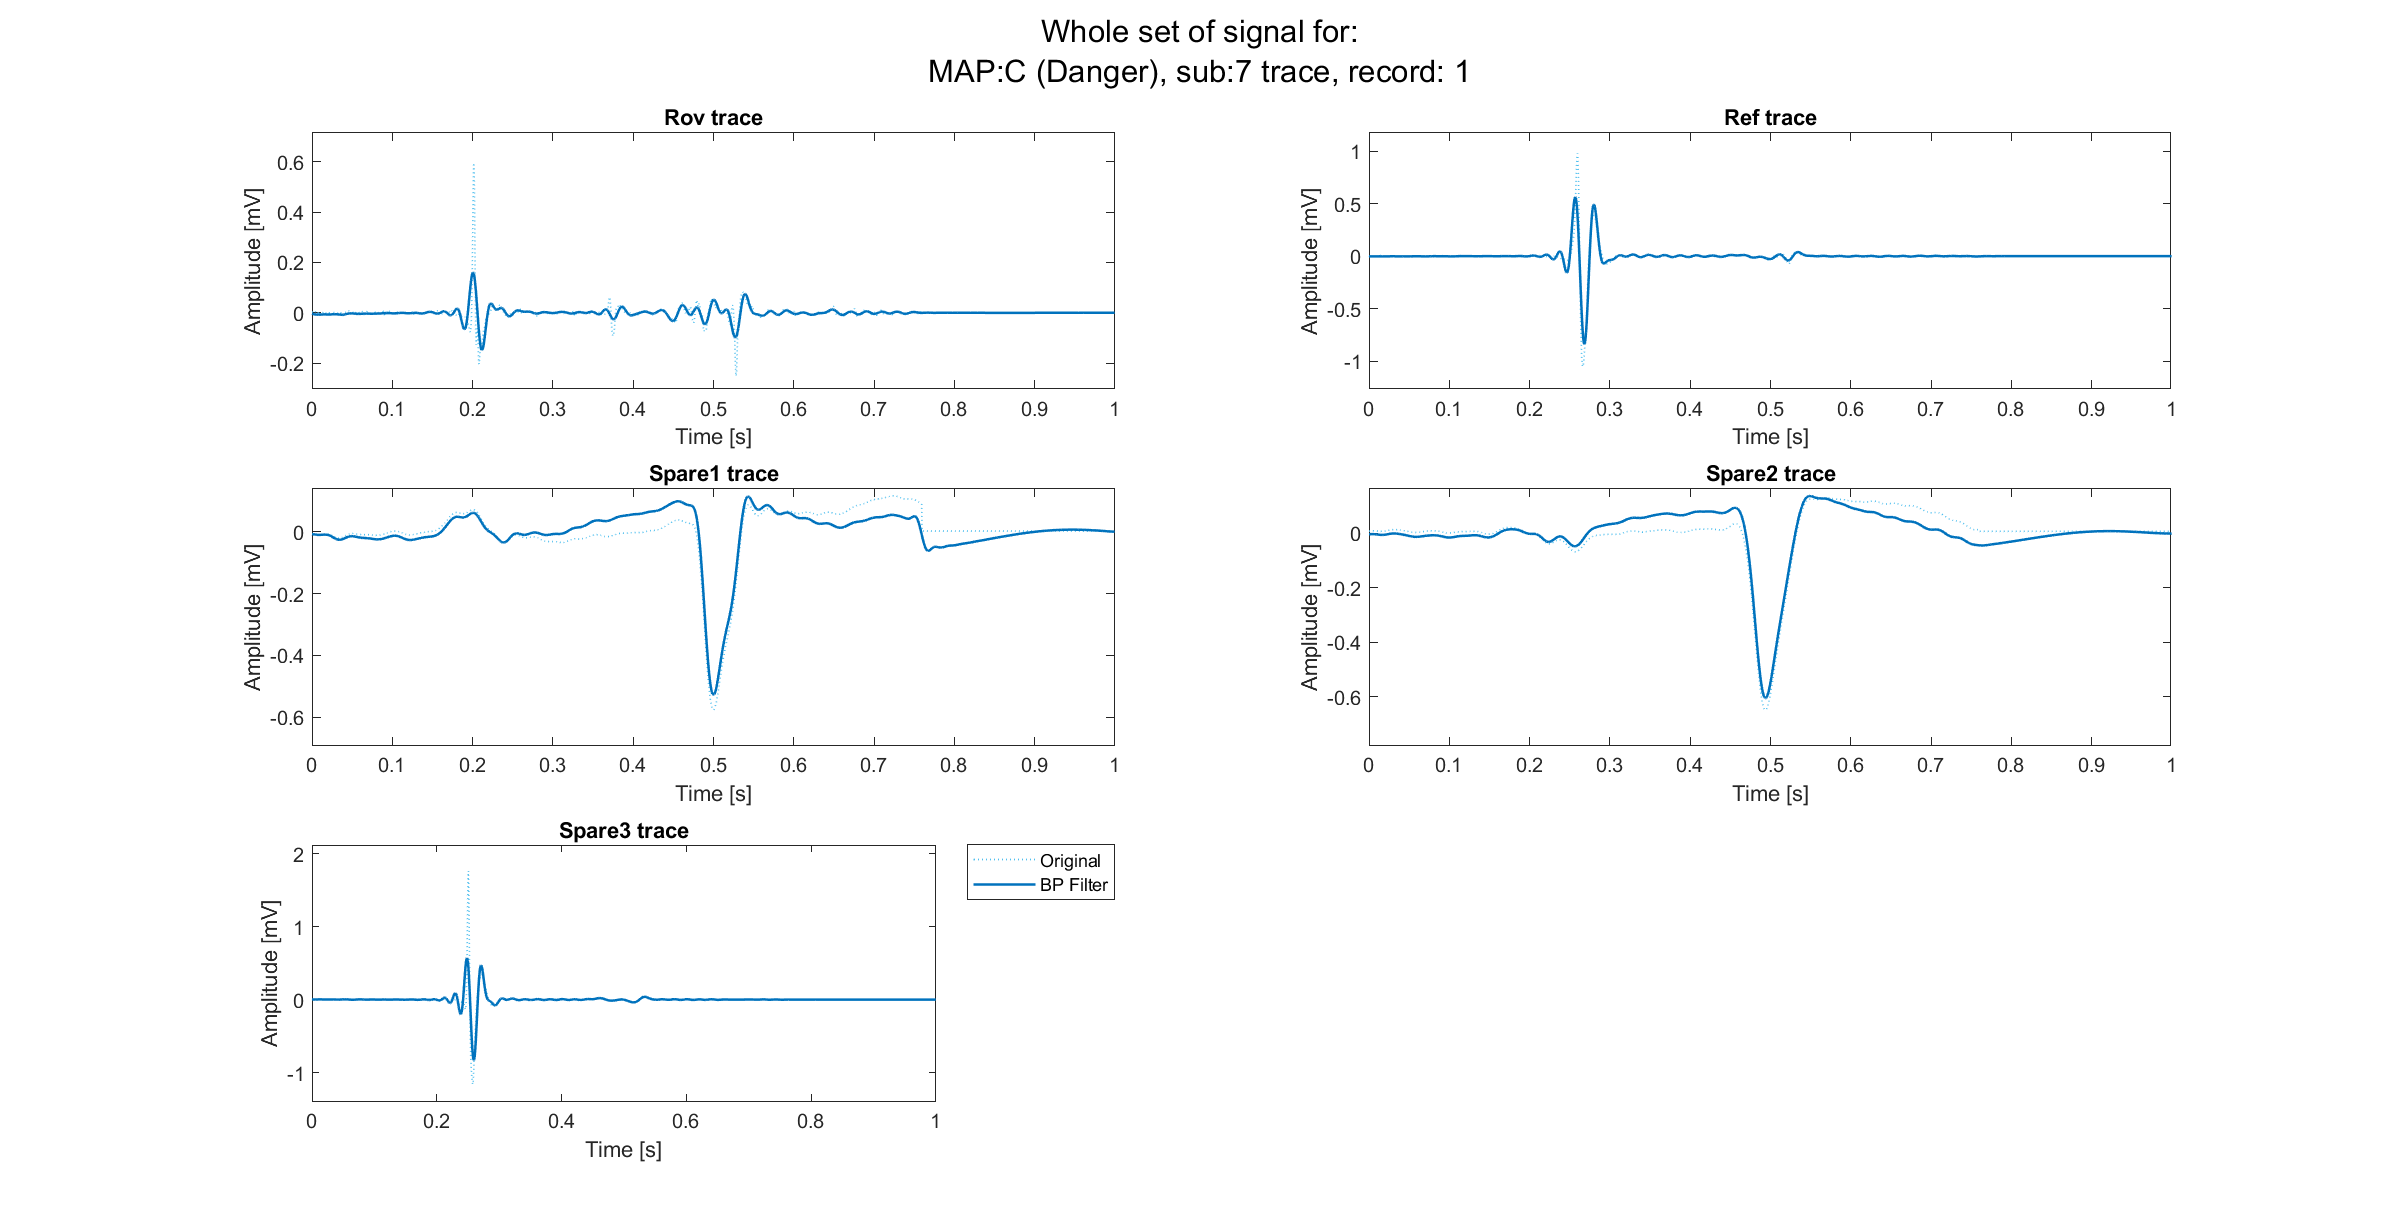 Whole set of signal for:
MAP:C (Danger), sub:7 trace, record: 1
Rov trace
Amplitude [mV]
0.6
0.4
0.2
0
-0.2
0 0.1 0.2 0.3 0.4 0.5 0.6 0.7 0.8 0.9 1
Time [s]
Ref trace
Amplitude [mV]
1
0.5
0
-0.5
-1
0 0.1 0.2 0.3 0.4 0.5 0.6 0.7 0.8 0.9 1
Time [s]
Spare1 trace
Amplitude [mV]
0
-0.2
-0.4
-0.6
0 0.1 0.2 0.3 0.4 0.5 0.6 0.7 0.8 0.9 1
Time [s]
Spare2 trace
Amplitude [mV]
0
-0.2
-0.4
-0.6
0 0.1 0.2 0.3 0.4 0.5 0.6 0.7 0.8 0.9 1
Time [s]
Spare3 trace
Amplitude [mV]
2
1
0
-1
0 0.2 0.4 0.6 0.8 1
Time [s]
Original
BP Filter